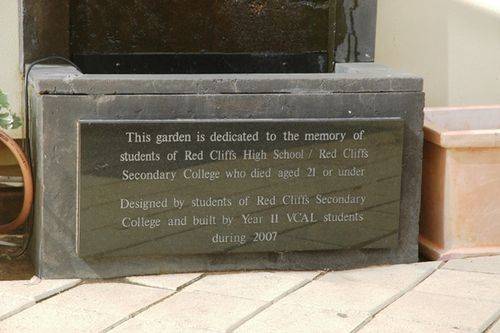 This garden is dedicated to the memory of
students of Red Cliffs High School / Red Cliffs
Secondary College who died aged 21 or under
Designed by students of Red Cliffs Secondary
College and built by Year 11 VCAL students
during 2007